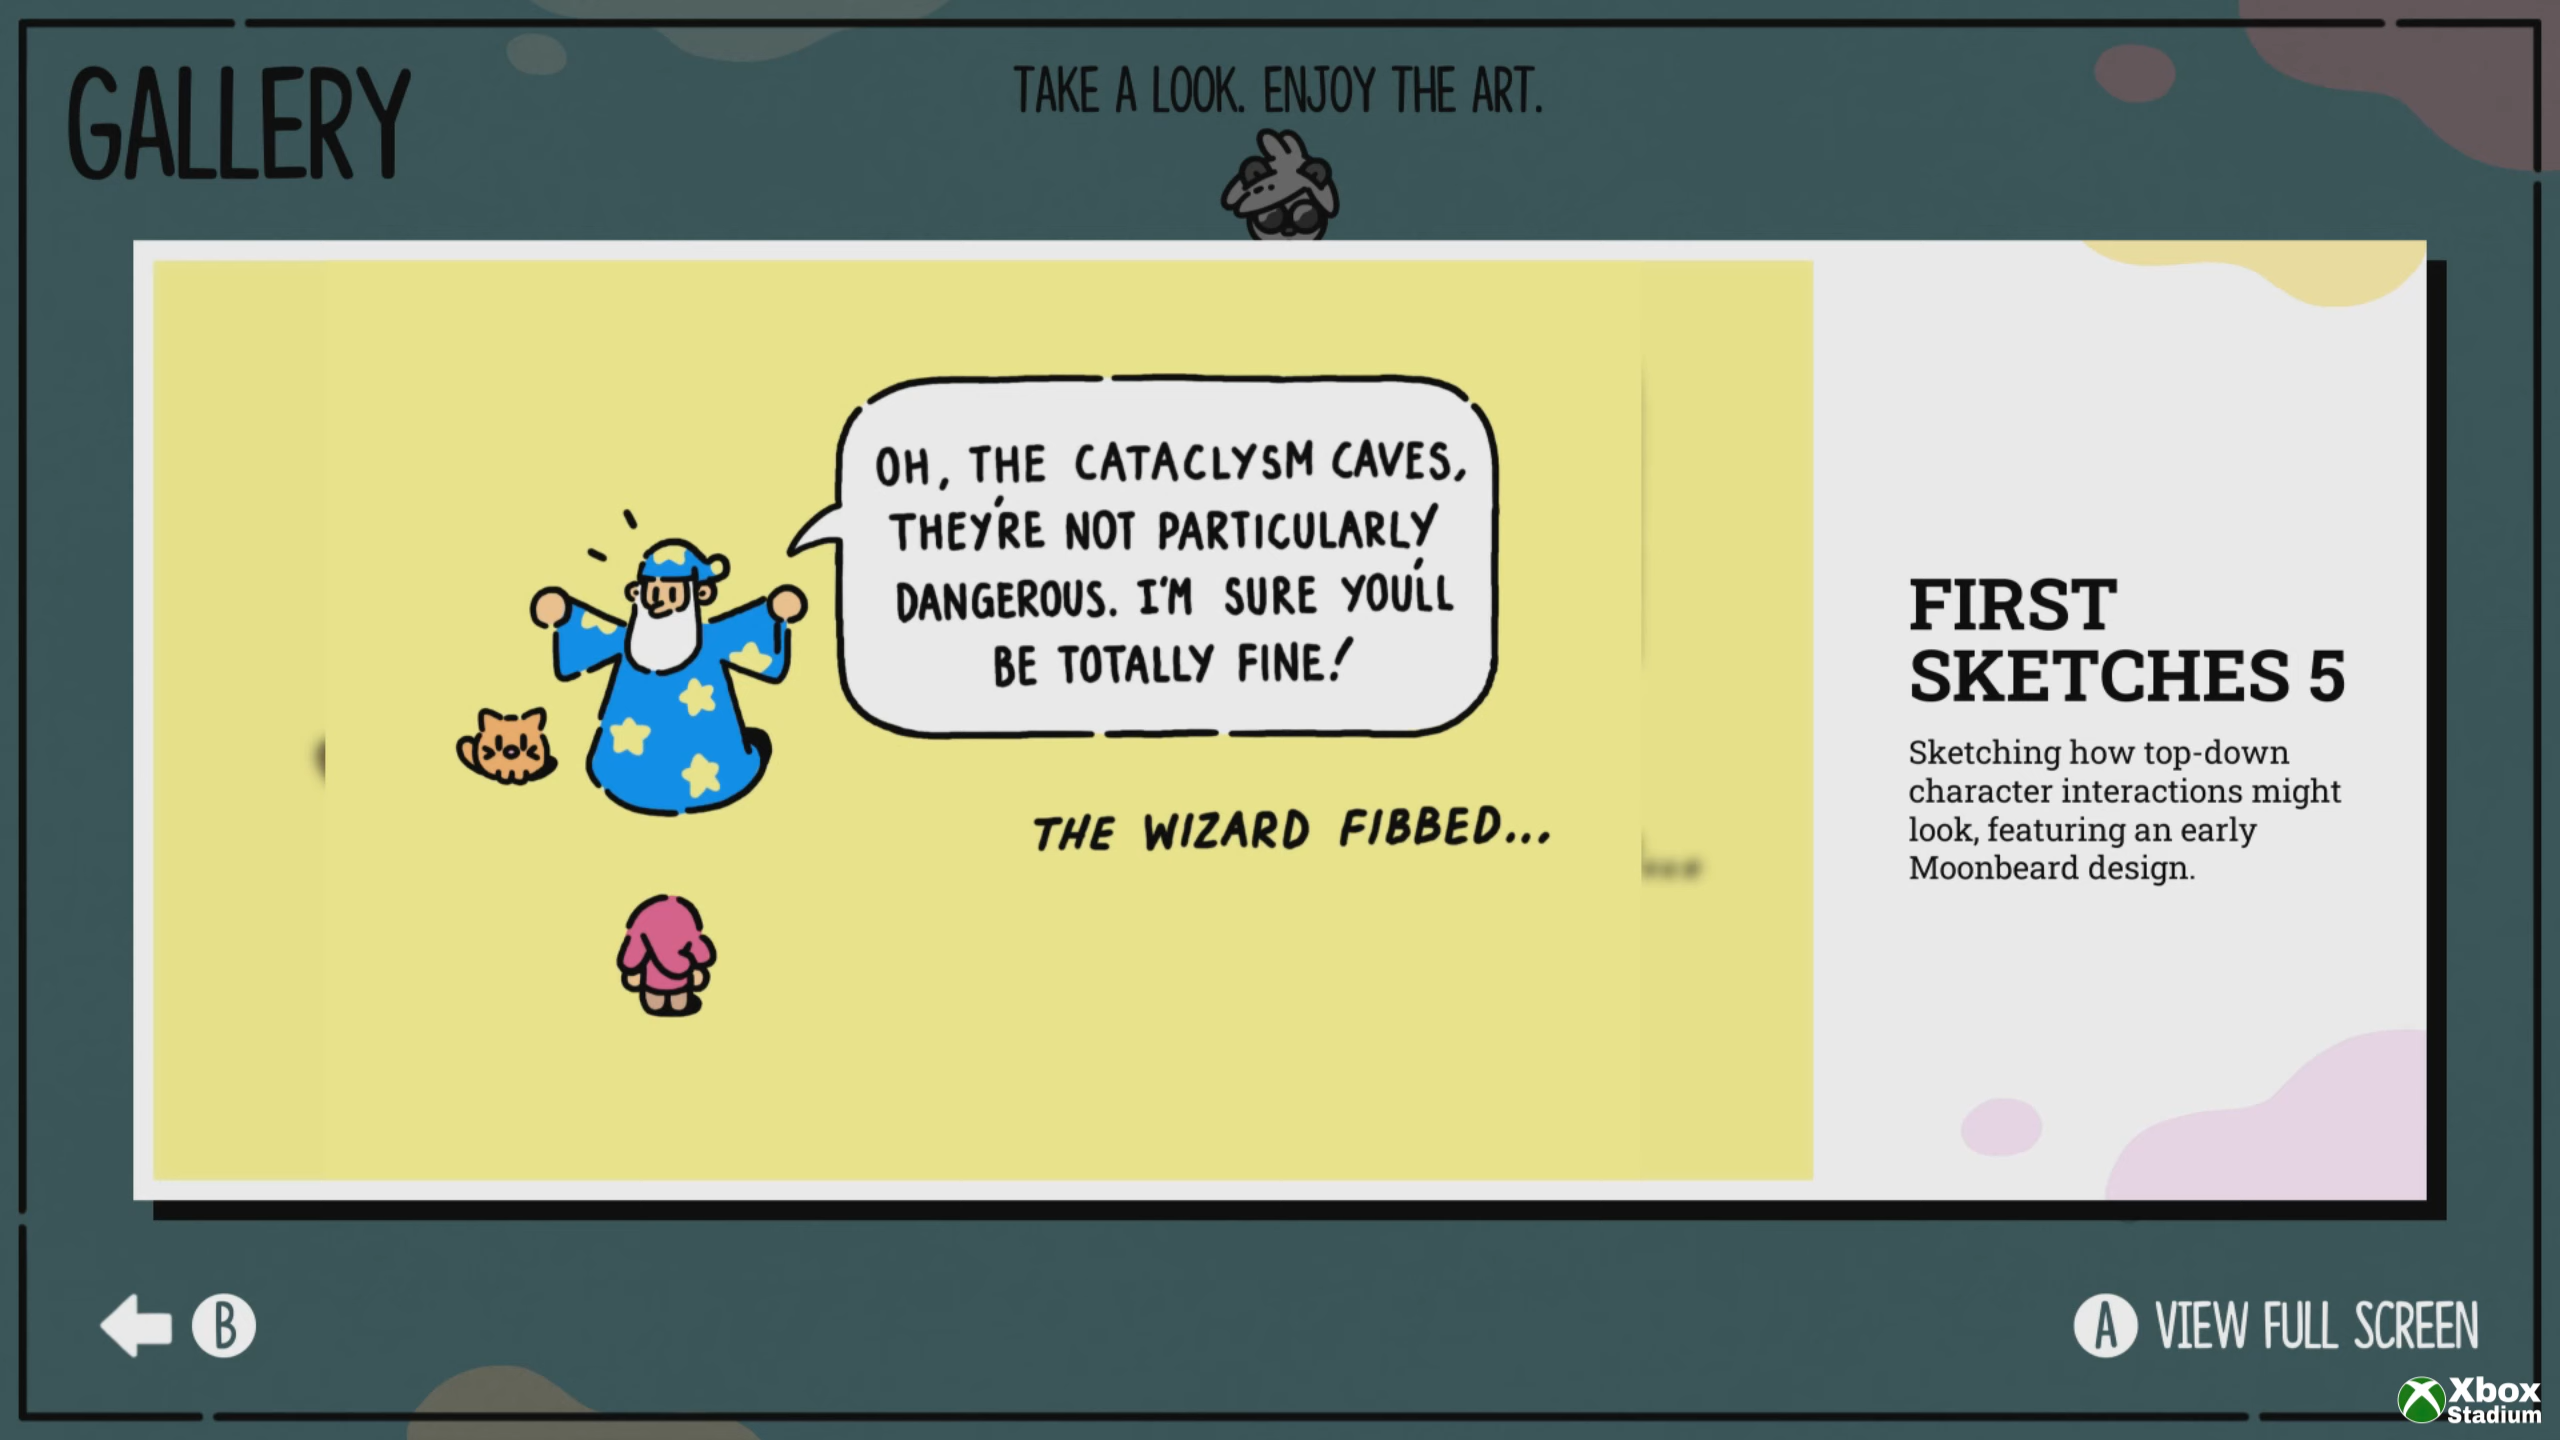 GALLERY
TAKE A LOOK. ENJOY THE ART.
OH, THE CATACLYSM CAVES,
THEY'RE NOT PARTICULARLY
DANGEROUS. I'M SURE YOU'LL
BE TOTALLY FINE!
THE WIZARD FIBBED...
FIRST
SKETCHES 5
Sketching how top-down
character interactions might
look, featuring an early
Moonbeard design.
B
A VIEW FULL SCREEN
Xbox
Stadium